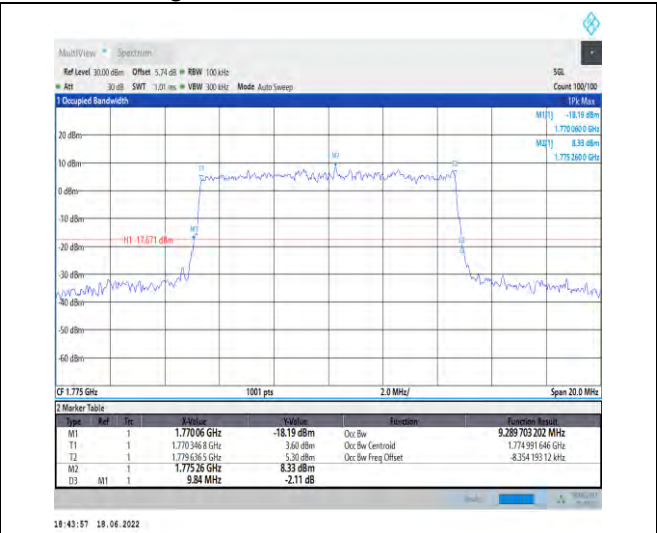 MultiView Spectrum
Ref Level 30.00 dBm Offset 5.74 dB RBW 100 kHz SGL
Att 30 dB SWT 1.01 ms VBW 300 kHz Mode Auto Sweep Count 100/100
1 Occupied Bandwidth 1Pk Max
M1[1] -18.19 dBm
1.770 060 0 GHz
20 dBm
M2[1] 8.33 dBm
1.775 260 0 GHz
M2
10 dBm
T1 T2
0 dBm
-10 dBm
M1
H1 -17.671 dBm
-20 dBm
-30 dBm
-40 dBm
-50 dBm
-60 dBm
CF 1.775 GHz 1001 pts 2.0 MHz/ Span 20.0 MHz
2 Marker Table
Type Ref Trc X-Value Y-Value Function Function Result
M1 1 1.77006 GHz -18.19 dBm Occ Bw 9.289 703 202 MHz
T1 1 1.770 346 8 GHz 3.60 dBm Occ Bw Centroid 1.774 991 646 GHz
T2 1 1.779 636 5 GHz 5.30 dBm Occ Bw Freq Offset -8.354 193 12 kHz
M2 1 1.775 26 GHz 8.33 dBm
D3 M1 1 9.84 MHz -2.11 dB
18:43:57 18.06.2022